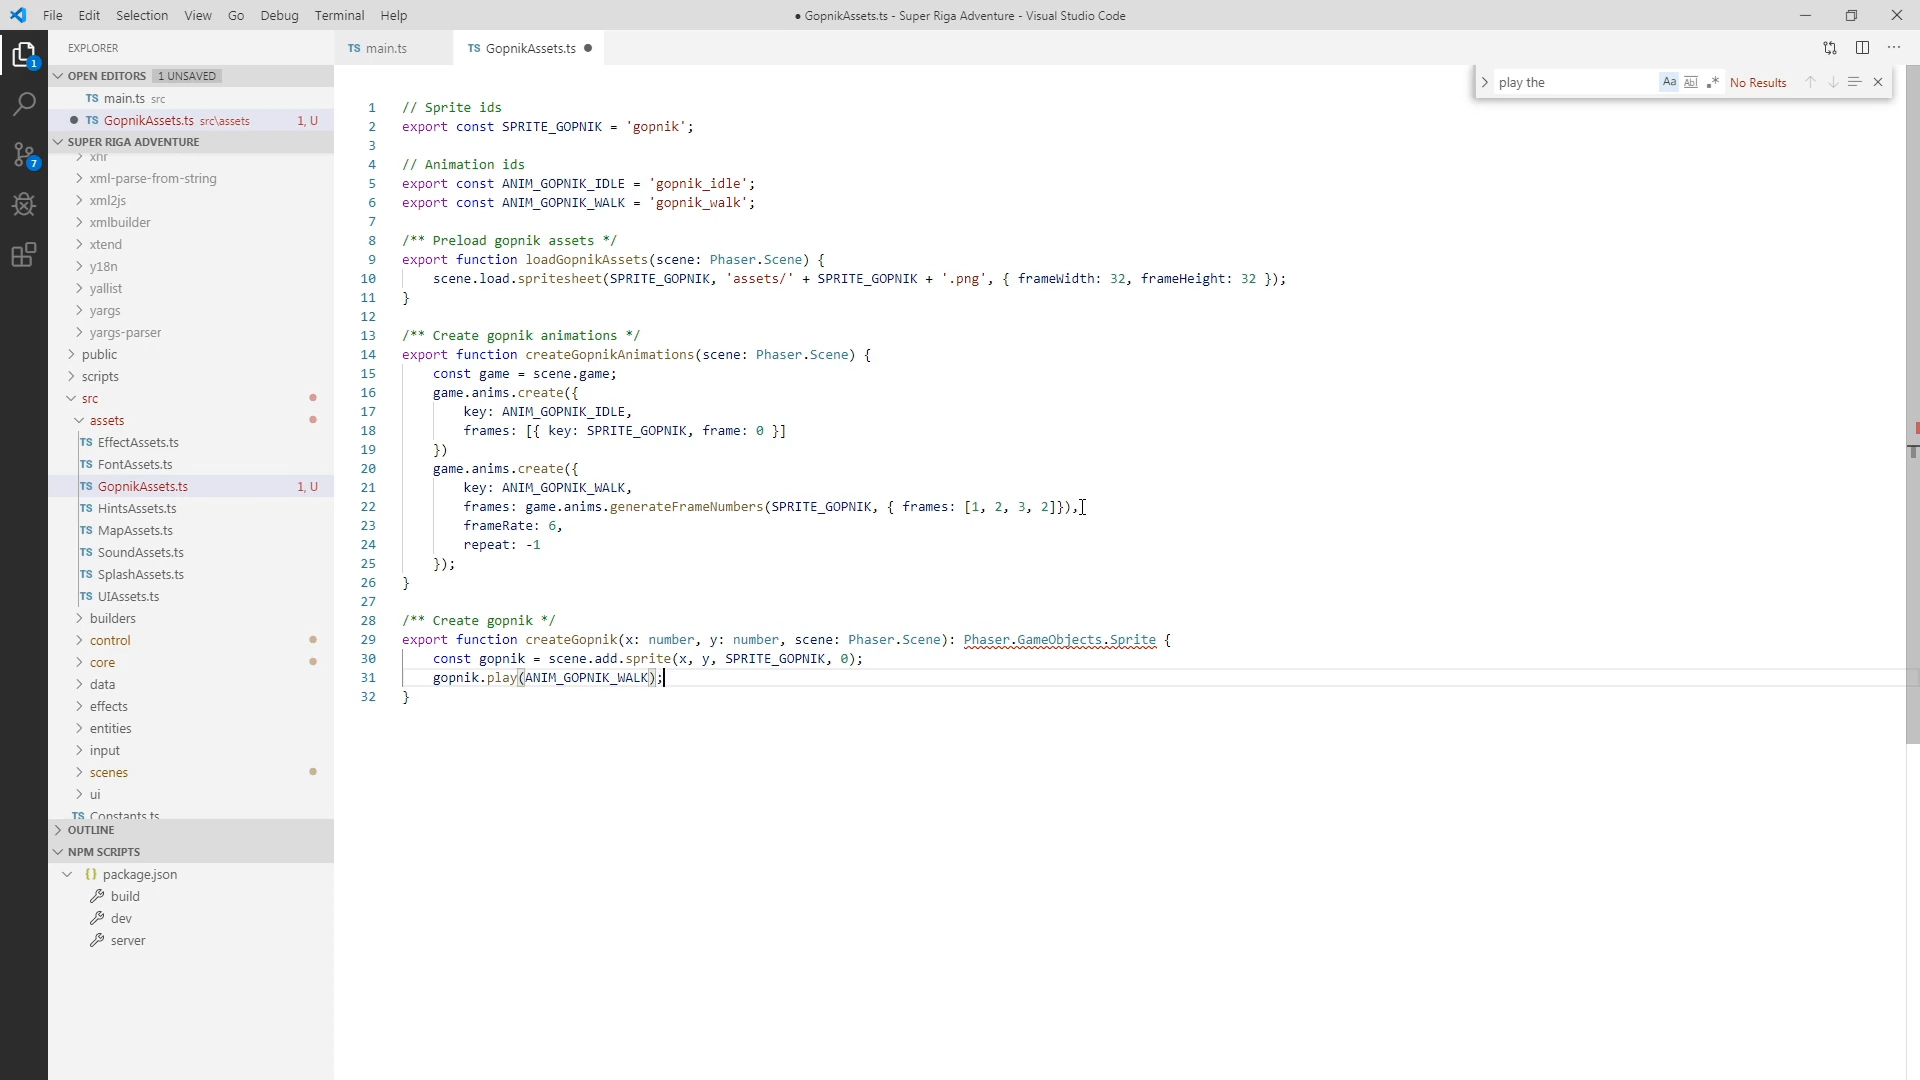 File Edit Selection View Go Debug Terminal Help
● GopnikAssets.ts - Super Riga Adventure - Visual Studio Code
EXPLORER
OPEN EDITORS 1 UNSAVED
TS main.ts src
TS GopnikAssets.ts src\assets 1, U
SUPER RIGA ADVENTURE
xhr
xml-parse-from-string
xml2js
xmlbuilder
xtend
y18n
yallist
yargs
yargs-parser
public
scripts
src
assets
TS EffectAssets.ts
TS FontAssets.ts
TS GopnikAssets.ts 1, U
TS HintsAssets.ts
TS MapAssets.ts
TS SoundAssets.ts
TS SplashAssets.ts
TS UIAssets.ts
builders
control
core
data
effects
entities
input
scenes
ui
TS Constants.ts
OUTLINE
NPM SCRIPTS
{} package.json
build
dev
server
1
7
TS main.ts
TS GopnikAssets.ts
play the
Aa Abl .* No Results
1 // Sprite ids
2 export const SPRITE_GOPNIK = 'gopnik';
3
4 // Animation ids
5 export const ANIM_GOPNIK_IDLE = 'gopnik_idle';
6 export const ANIM_GOPNIK_WALK = 'gopnik_walk';
7
8 /** Preload gopnik assets */
9 export function loadGopnikAssets(scene: Phaser.Scene) {
10 scene.load.spritesheet(SPRITE_GOPNIK, 'assets/' + SPRITE_GOPNIK + '.png', { frameWidth: 32, frameHeight: 32 });
11 }
12
13 /** Create gopnik animations */
14 export function createGopnikAnimations(scene: Phaser.Scene) {
15 const game = scene.game;
16 game.anims.create({
17 key: ANIM_GOPNIK_IDLE,
18 frames: [{ key: SPRITE_GOPNIK, frame: 0 }]
19 })
20 game.anims.create({
21 key: ANIM_GOPNIK_WALK,
22 frames: game.anims.generateFrameNumbers(SPRITE_GOPNIK, { frames: [1, 2, 3, 2]}),
23 frameRate: 6,
24 repeat: -1
25 });
26 }
27
28 /** Create gopnik */
29 export function createGopnik(x: number, y: number, scene: Phaser.Scene): Phaser.GameObjects.Sprite {
30 const gopnik = scene.add.sprite(x, y, SPRITE_GOPNIK, 0);
31 gopnik.play(ANIM_GOPNIK_WALK);
32 }